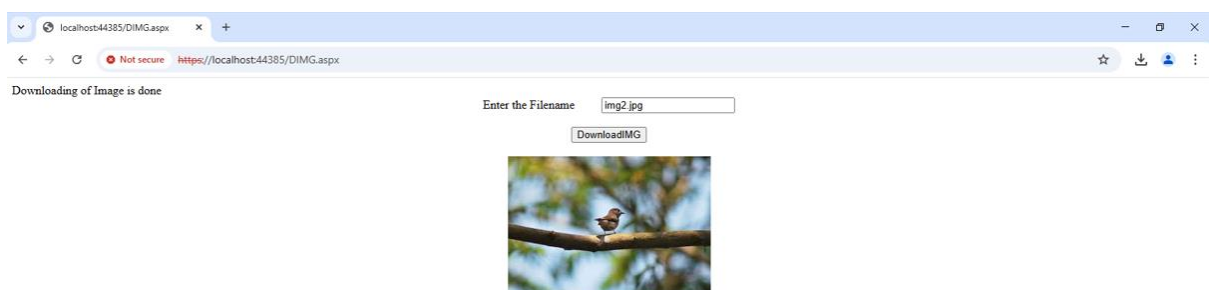 localhost:44385/DIMG.aspx
Not secure https://localhost:44385/DIMG.aspx
Downloading of Image is done
Enter the Filename img2.jpg
DownloadIMG